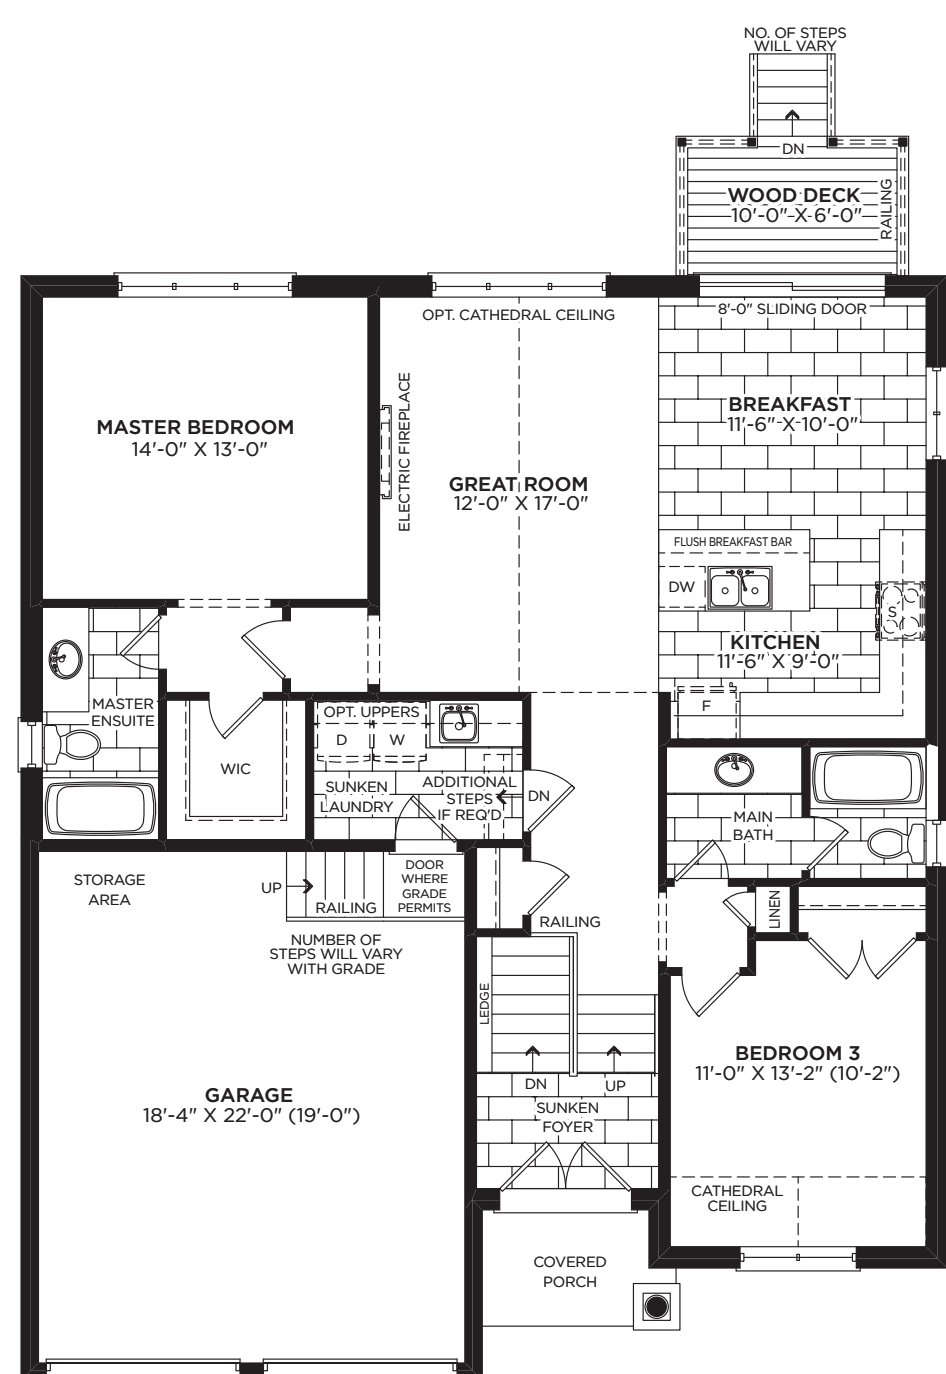 NO. OF STEPS
WILL VARY
DN
WOOD DECK
10'-0" X 6'-0"
RAILING
OPT. CATHEDRAL CEILING
8'-0" SLIDING DOOR
ELECTRIC FIREPLACE
MASTER BEDROOM
14'-0" X 13'-0"
GREAT ROOM
12'-0" X 17'-0"
BREAKFAST
11'-6" X 10'-0"
FLUSH BREAKFAST BAR
DW
S
KITCHEN
11'-6" X 9'-0"
F
MASTER
ENSUITE
WIC
OPT. UPPERS
D
W
SUNKEN
LAUNDRY
ADDITIONAL
STEPS
IF REQ'D
DN
MAIN
BATH
STORAGE
AREA
UP
RAILING
DOOR
WHERE
GRADE
PERMITS
NUMBER OF
STEPS WILL VARY
WITH GRADE
RAILING
LINEN
LEDGE
DN
UP
SUNKEN
FOYER
BEDROOM 3
11'-0" X 13'-2" (10'-2")
GARAGE
18'-4" X 22'-0" (19'-0")
CATHEDRAL
CEILING
COVERED
PORCH